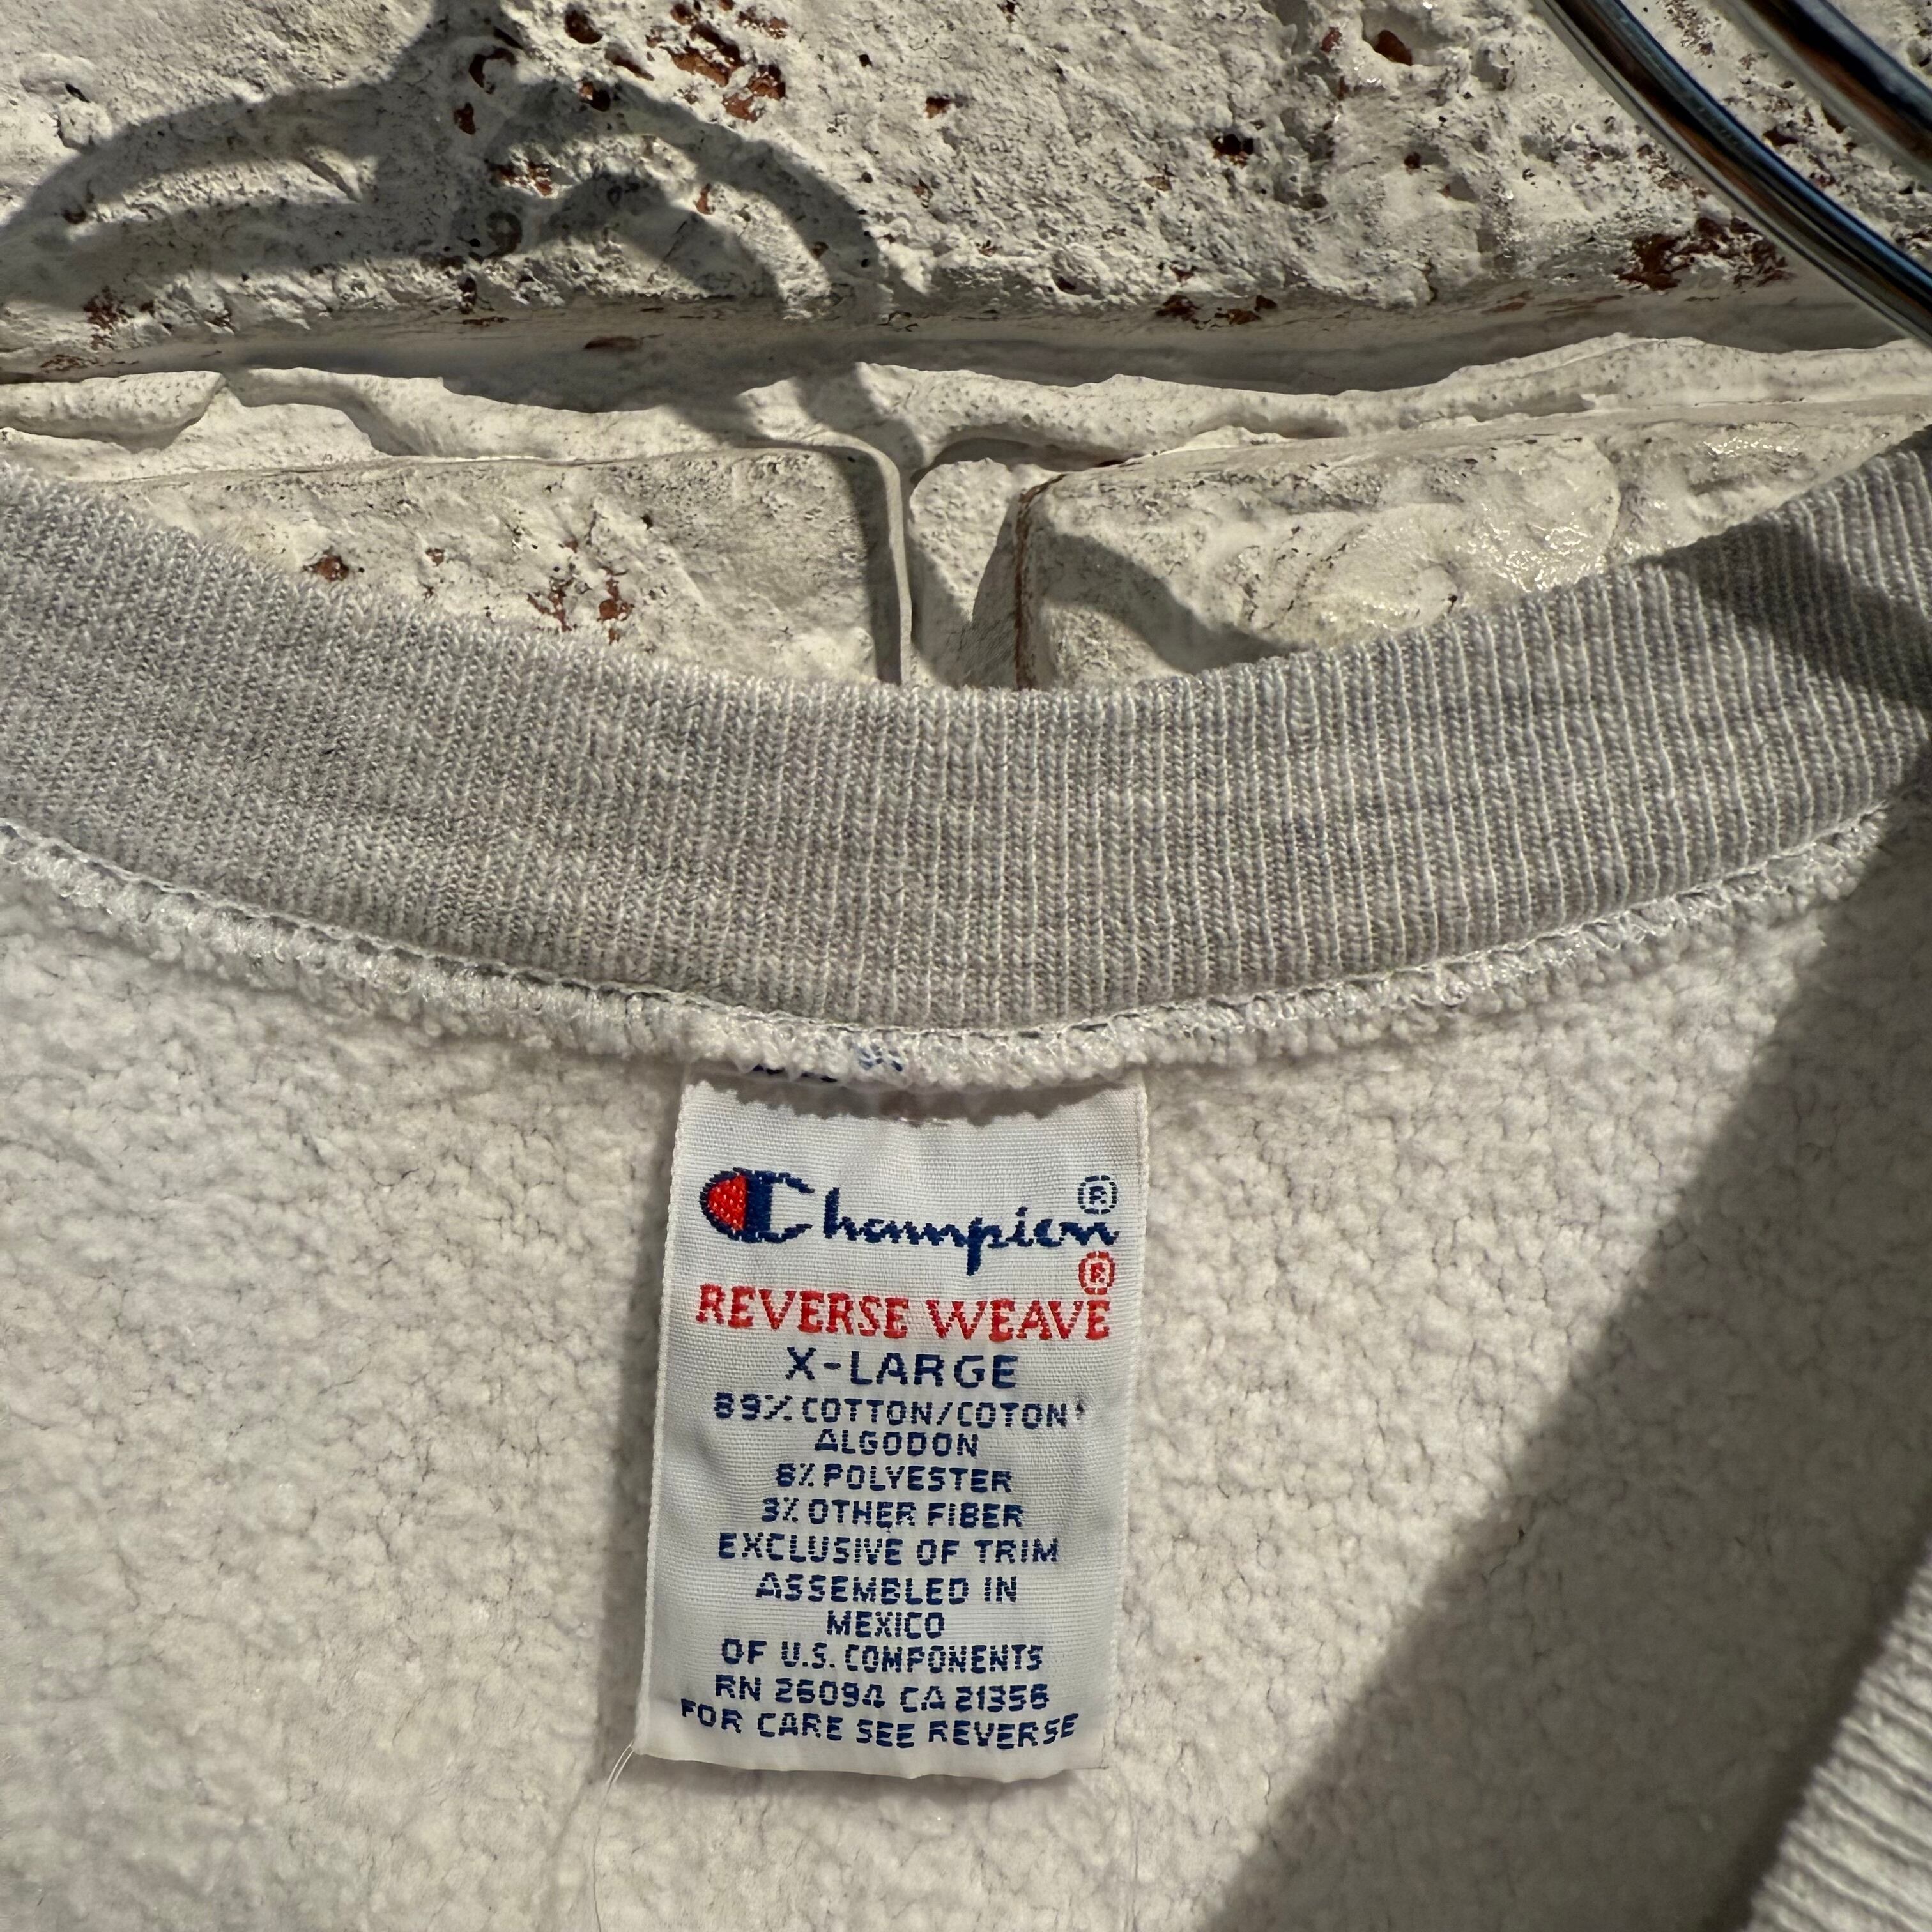 Champion®
REVERSE WEAVE®
X-LARGE
89% COTTON/COTON
ALGODON
8% POLYESTER
3% OTHER FIBER
EXCLUSIVE OF TRIM
ASSEMBLED IN
MEXICO
OF U.S. COMPONENTS
RN 26094 CA 21356
FOR CARE SEE REVERSE